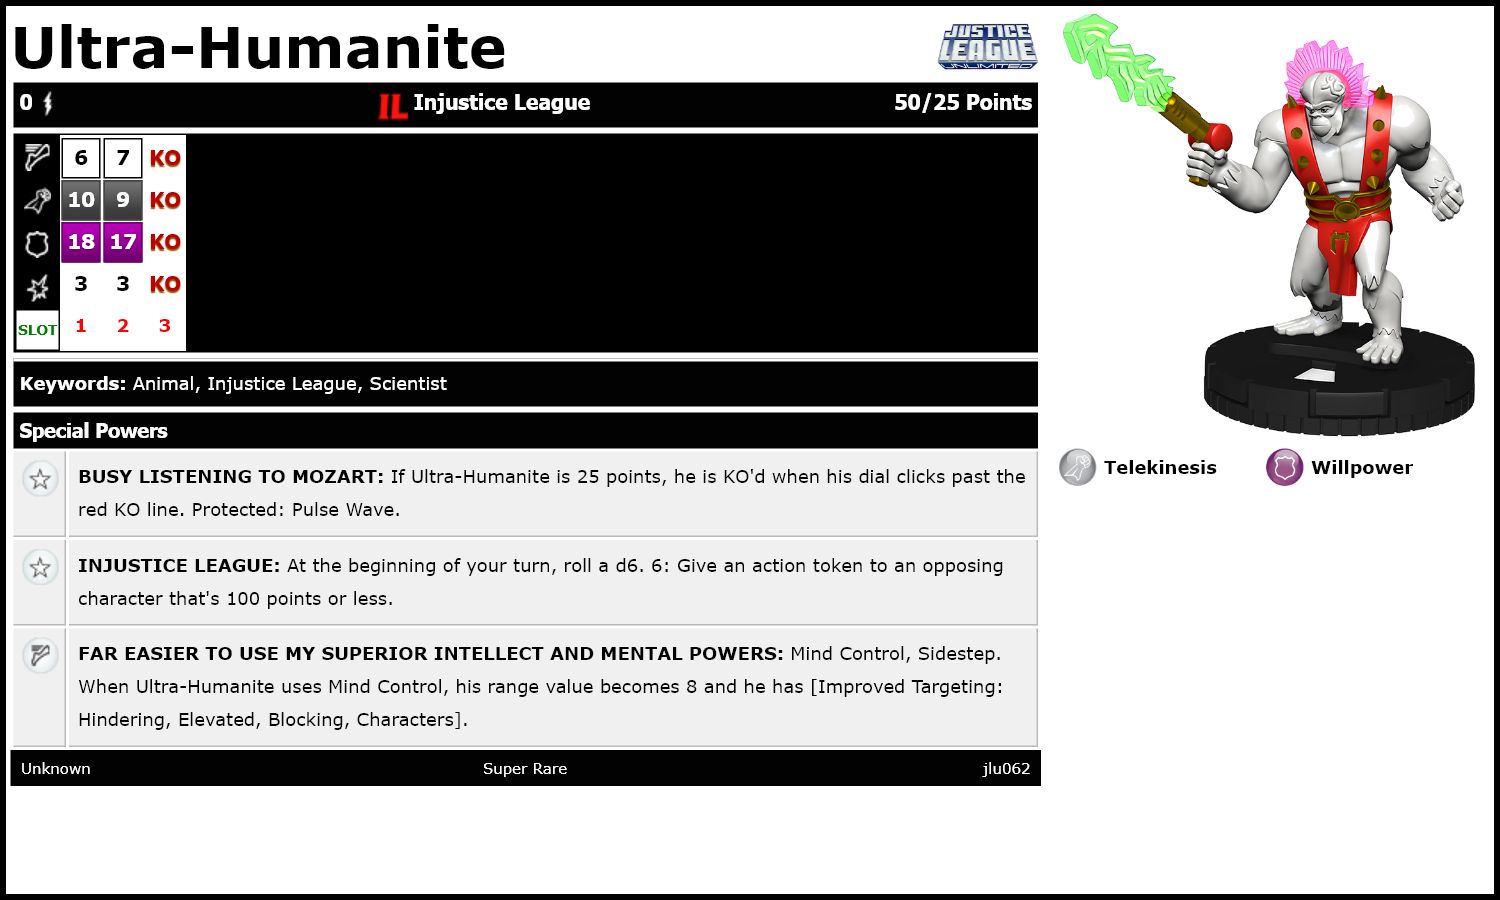 Ultra-Humanite
JUSTICE
LEAGUE
UNLIMITED
0 IL Injustice League 50/25 Points
6 7 KO
10 9 KO
18 17 KO
3 3 KO
SLOT 1 2 3
Keywords: Animal, Injustice League, Scientist
Special Powers
BUSY LISTENING TO MOZART: If Ultra-Humanite is 25 points, he is KO'd when his dial clicks past the
red KO line. Protected: Pulse Wave.
INJUSTICE LEAGUE: At the beginning of your turn, roll a d6. 6: Give an action token to an opposing
character that's 100 points or less.
FAR EASIER TO USE MY SUPERIOR INTELLECT AND MENTAL POWERS: Mind Control, Sidestep.
When Ultra-Humanite uses Mind Control, his range value becomes 8 and he has [Improved Targeting:
Hindering, Elevated, Blocking, Characters].
Unknown Super Rare jlu062
Telekinesis Willpower